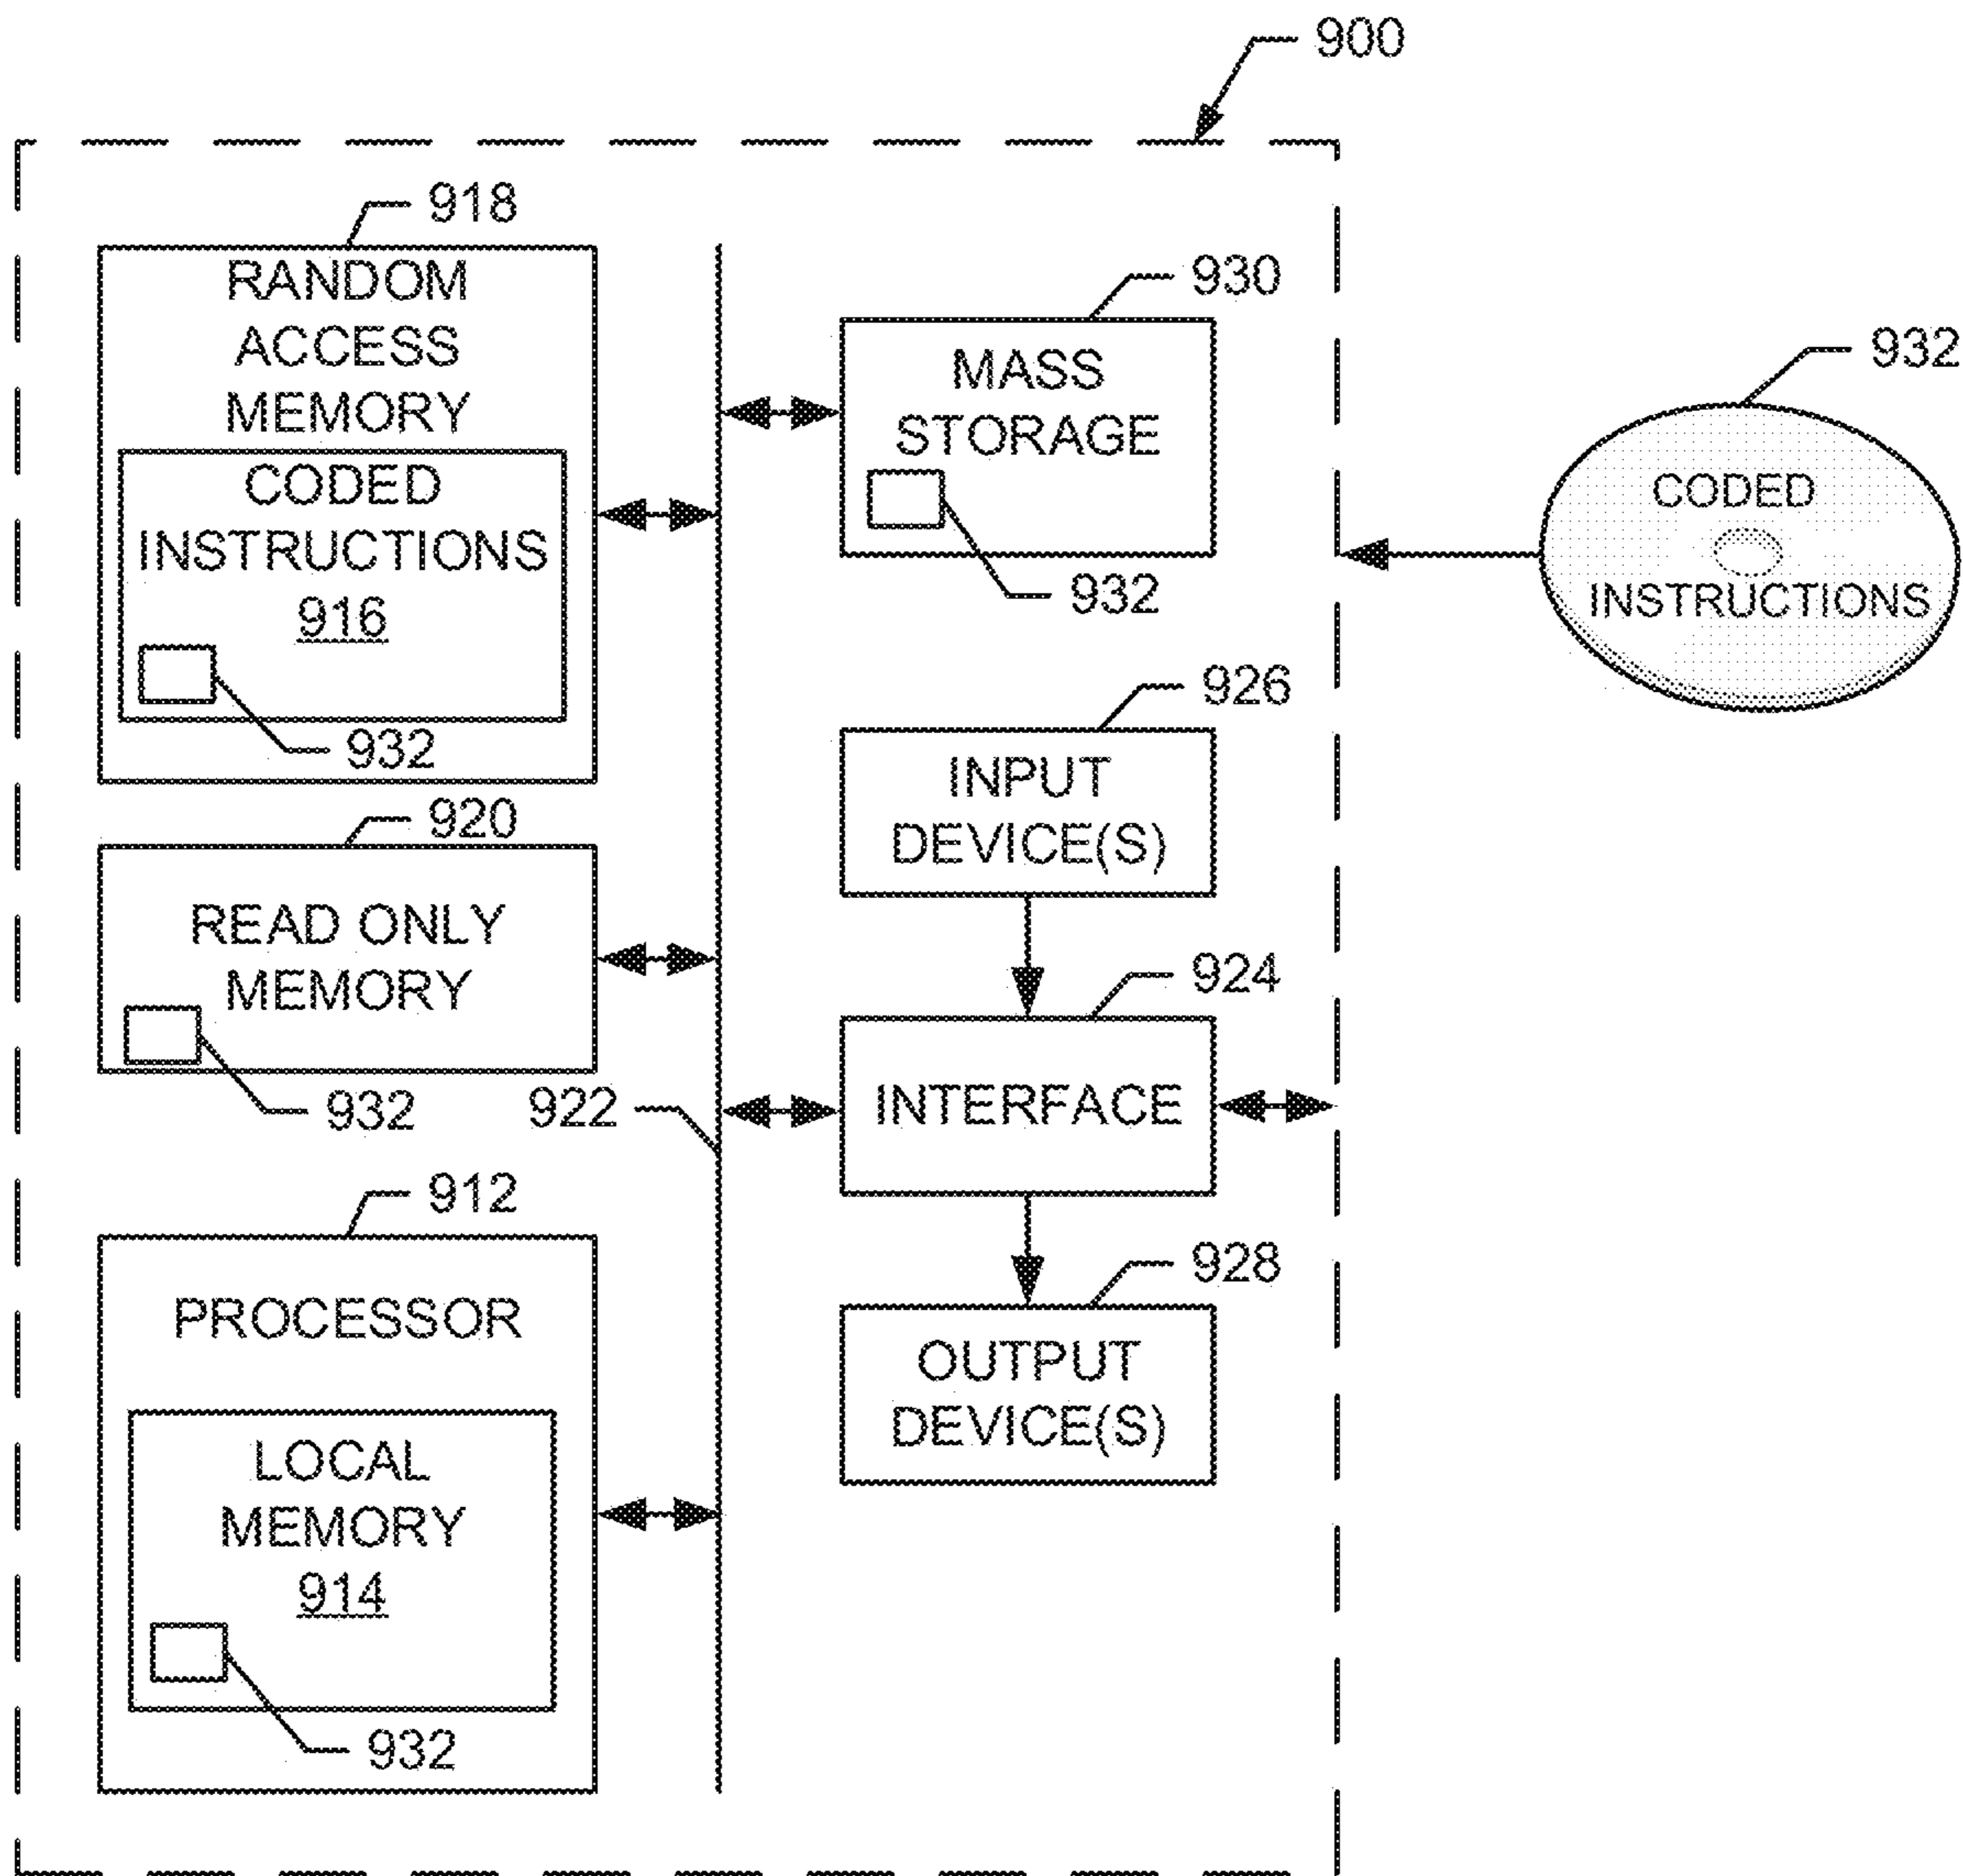 900
918
RANDOM
ACCESS
MEMORY
CODED
INSTRUCTIONS
916
932
920
READ ONLY
MEMORY
932
922
912
PROCESSOR
LOCAL
MEMORY
914
932
930
MASS
STORAGE
932
926
INPUT
DEVICE(S)
924
INTERFACE
928
OUTPUT
DEVICE(S)
932
CODED
INSTRUCTIONS